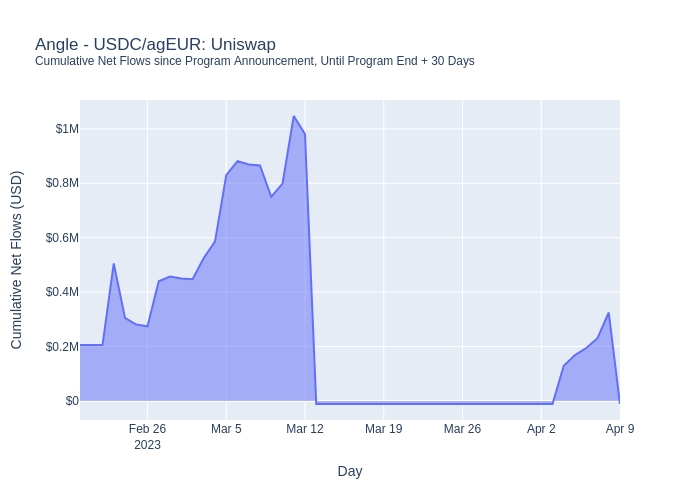 Angle - USDC/agEUR: Uniswap
Cumulative Net Flows since Program Announcement, Until Program End + 30 Days
Cumulative Net Flows (USD)
$1M
$0.8M
$0.6M
$0.4M
$0.2M
$0
Feb 26
2023
Mar 5
Mar 12
Mar 19
Mar 26
Apr 2
Apr 9
Day